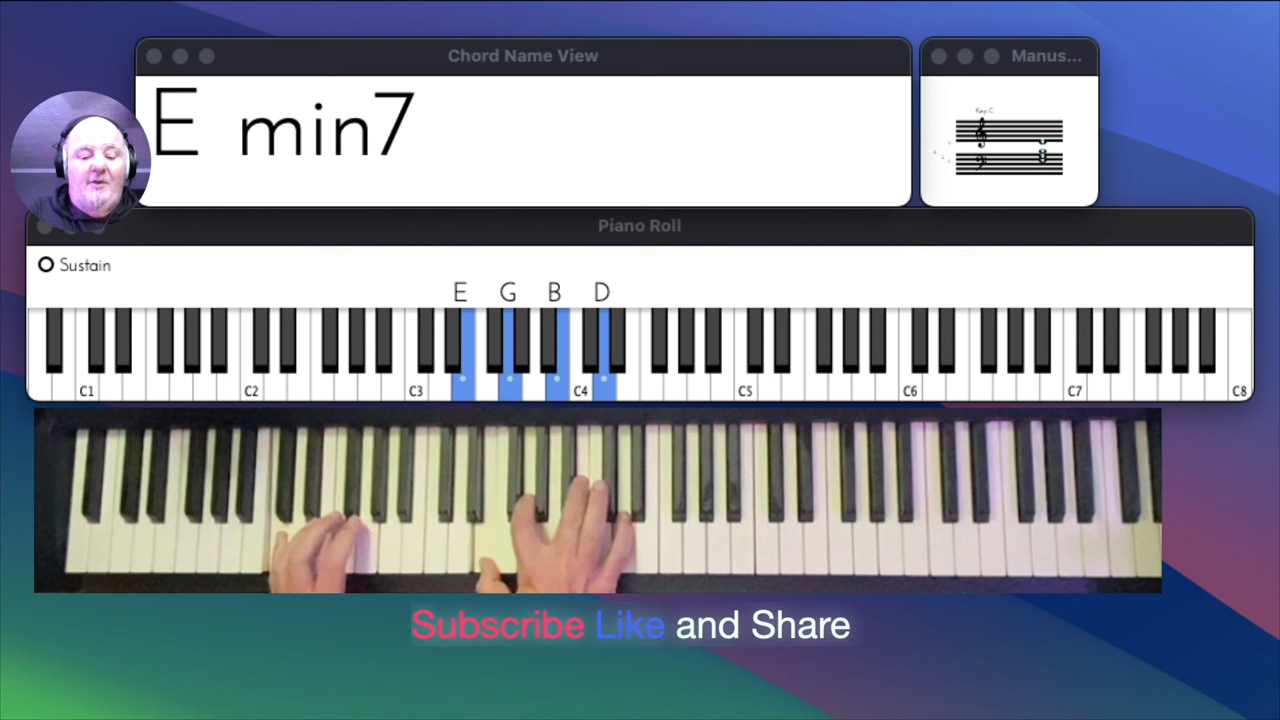 Chord Name View
Manus...
E min7
Key: C
Piano Roll
Sustain
E G B D
C1 C2 C3 C4 C5 C6 C7 C8
Subscribe Like and Share